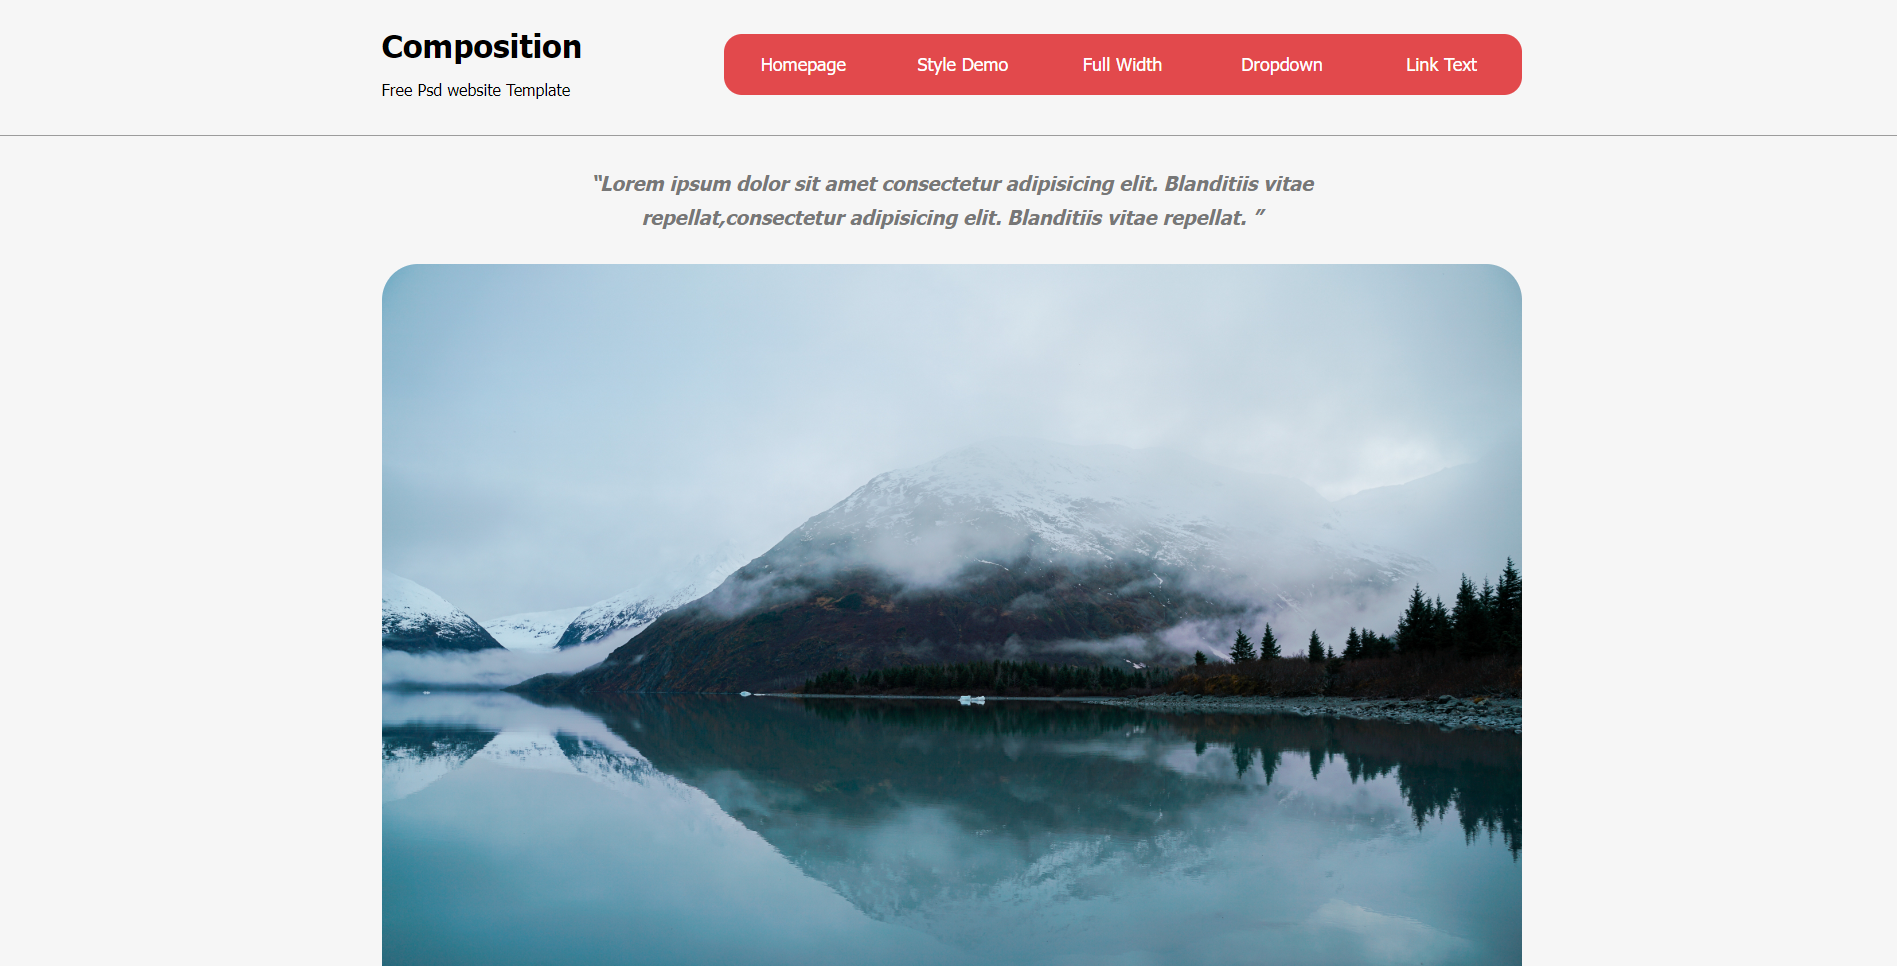 Composition
Free Psd website Template
Homepage Style Demo Full Width Dropdown Link Text
“Lorem ipsum dolor sit amet consectetur adipisicing elit. Blanditiis vitae
repellat,consectetur adipisicing elit. Blanditiis vitae repellat. ”